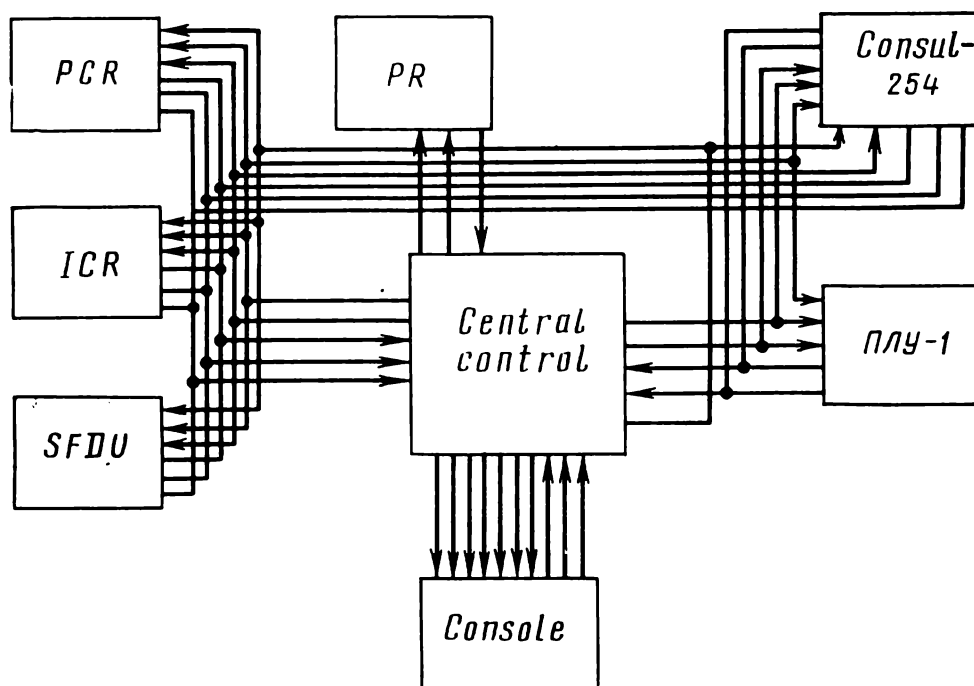 PCR
PR
Consul-
254
ICR
Central
control
ПЛУ-1
SFDU
Console